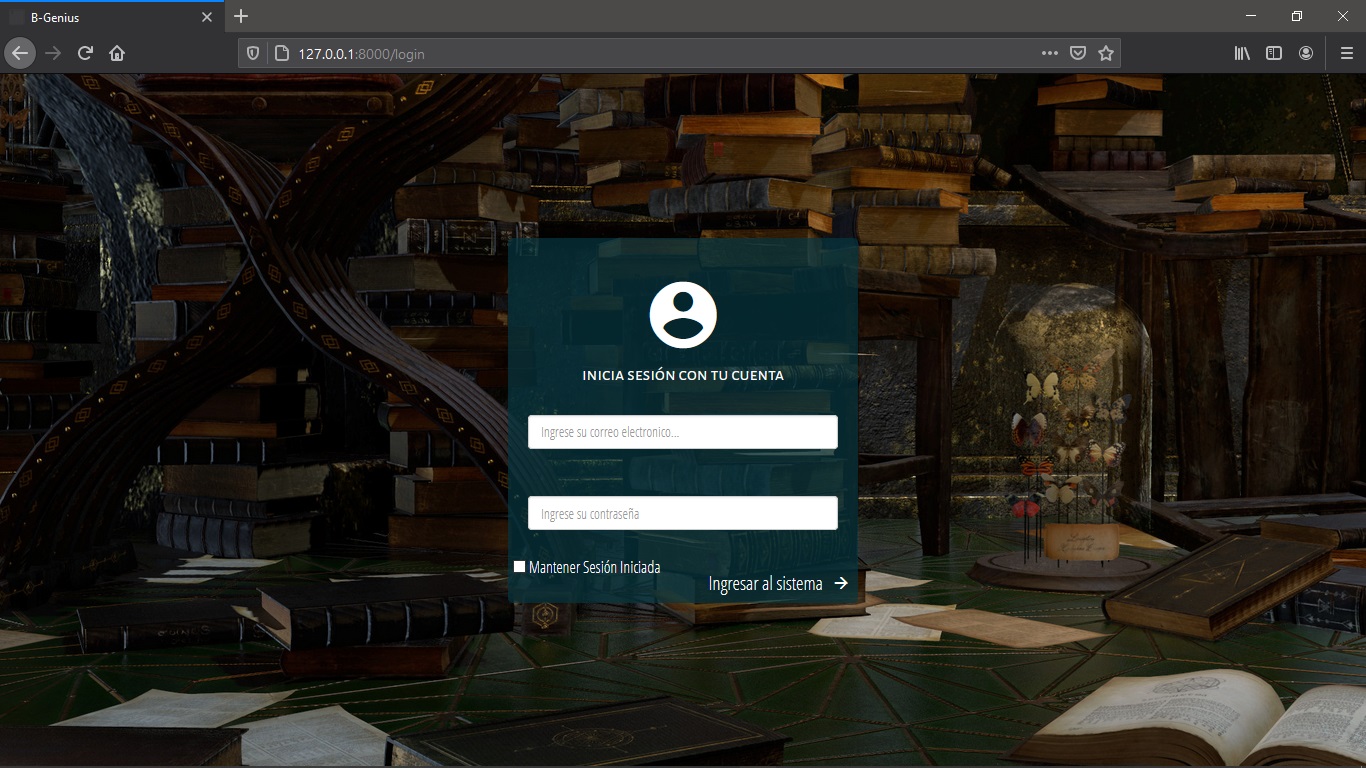 B-Genius
127.0.0.1:8000/login
INICIA SESIÓN CON TU CUENTA
Ingrese su correo electronico...
Ingrese su contraseña
Mantener Sesión Iniciada
Ingresar al sistema